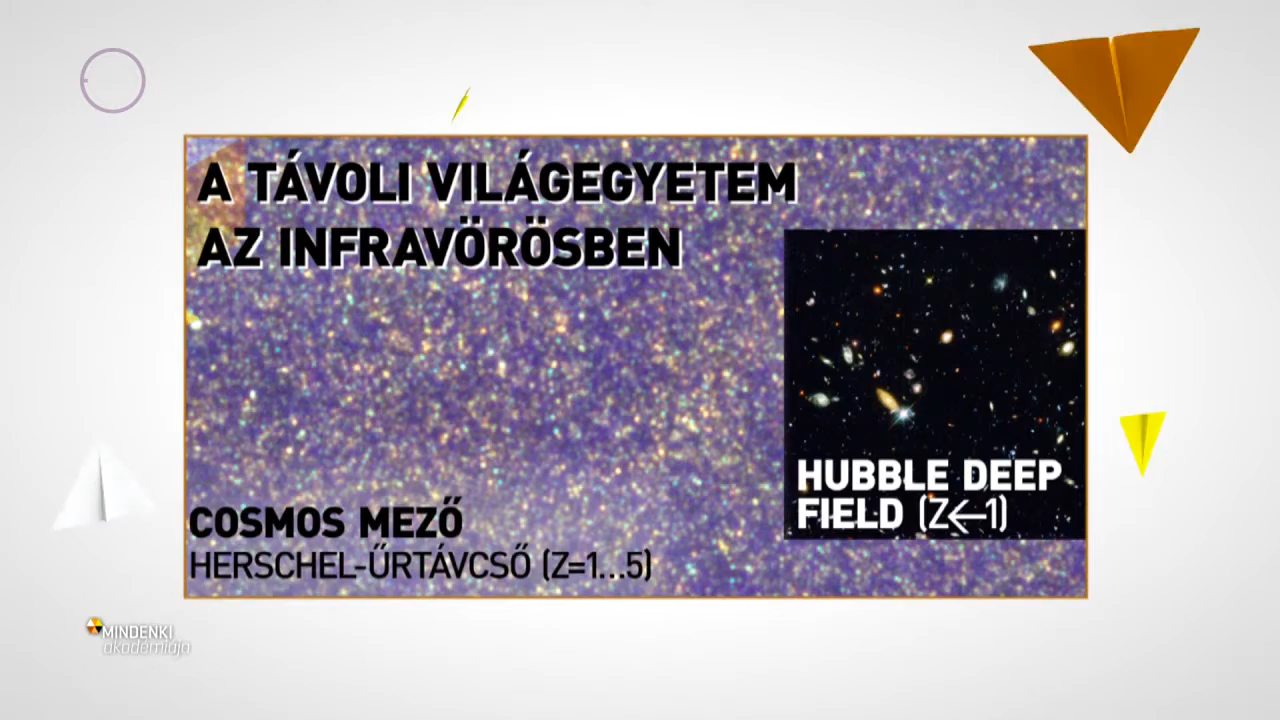 A TÁVOLI VILÁGEGYETEM
AZ INFRAVÖRÖSBEN
HUBBLE DEEP
FIELD (Z<—1)
COSMOS MEZŐ
HERSCHEL-ŰRTÁVCSŐ (Z=1...5)
MINDENKI
akadémiája